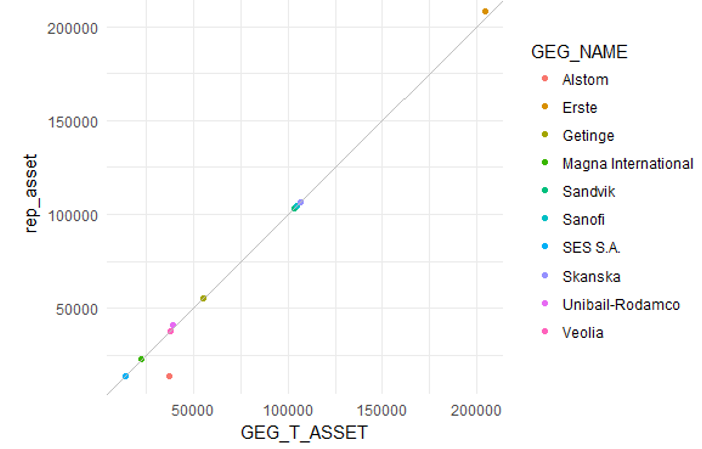 200000
150000
100000
50000
rep_asset
50000 100000 150000 200000
GEG_T_ASSET
GEG_NAME
Alstom
Erste
Getinge
Magna International
Sandvik
Sanofi
SES S.A.
Skanska
Unibail-Rodamco
Veolia